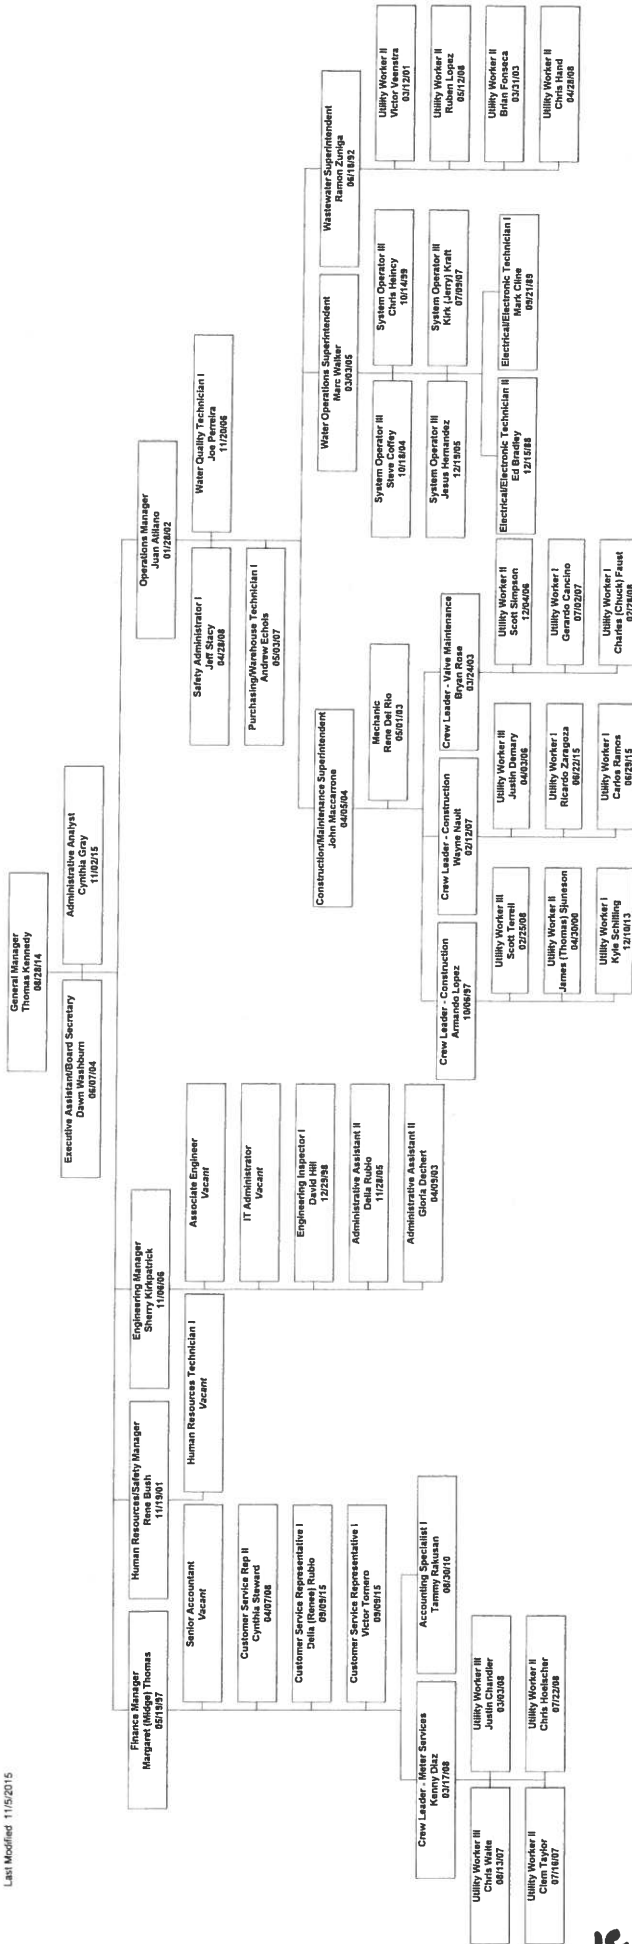 Last Modified 11/5/2015
General Manager
Thomas Kennedy
08/28/14
Executive Assistant/Board Secretary
Dawn Washburn
06/07/04
Administrative Analyst
Cynthia Gray
11/02/15
Finance Manager
Margaret (Midge) Thomas
05/19/97
Human Resources/Safety Manager
Rene Bush
11/19/01
Engineering Manager
Sherry Kirkpatrick
11/06/06
Operations Manager
Juan Atilano
01/28/02
Senior Accountant
Vacant
Customer Service Rep II
Cynthia Steward
04/07/08
Customer Service Representative I
Delia (Renee) Rubio
09/09/15
Customer Service Representative I
Victor Tornero
09/09/15
Crew Leader - Meter Services
Kenny Diaz
03/17/08
Accounting Specialist I
Tammy Rakusan
08/30/10
Utility Worker III
Chris Waite
08/13/07
Utility Worker III
Justin Chandler
03/03/08
Utility Worker II
Clem Taylor
07/16/07
Utility Worker II
Chris Hoelscher
07/22/08
Human Resources Technician I
Vacant
Associate Engineer
Vacant
IT Administrator
Vacant
Engineering Inspector I
David Hill
12/29/98
Administrative Assistant II
Delia Rubio
11/28/05
Administrative Assistant II
Gloria Dechert
04/09/03
Safety Administrator I
Jeff Stacy
04/28/08
Water Quality Technician I
Joe Perreira
11/20/06
Purchasing/Warehouse Technician I
Andrew Echols
05/03/07
Construction/Maintenance Superintendent
John Maccarrone
04/05/04
Water Operations Superintendent
Marc Walker
03/03/05
Wastewater Superintendent
Ramon Zuniga
06/18/92
Mechanic
Rene Del Rio
05/01/03
Crew Leader - Construction
Armando Lopez
10/06/97
Crew Leader - Construction
Wayne Nault
02/12/07
Crew Leader - Valve Maintenance
Bryan Rose
03/24/03
Utility Worker III
Scott Terrell
02/25/08
Utility Worker II
James (Thomas) Sjuneson
04/30/00
Utility Worker I
Kyle Schilling
12/10/13
Utility Worker III
Justin Demary
04/03/06
Utility Worker I
Ricardo Zaragoza
06/22/15
Utility Worker I
Carlos Ramos
06/29/15
Utility Worker II
Scott Simpson
12/04/06
Utility Worker I
Gerardo Cancino
07/02/07
Utility Worker I
Charles (Chuck) Faust
System Operator III
Steve Coffey
10/18/04
System Operator III
Chris Heincy
10/14/99
System Operator III
Jesus Hernandez
12/19/05
System Operator III
Kirk (Jerry) Kraft
07/09/07
Electrical/Electronic Technician II
Ed Bradley
12/15/88
Electrical/Electronic Technician I
Mark Cline
09/21/89
Utility Worker II
Victor Veenstra
03/12/01
Utility Worker II
Ruben Lopez
05/12/08
Utility Worker II
Brian Fonseca
03/31/03
Utility Worker II
Chris Hand
04/28/08